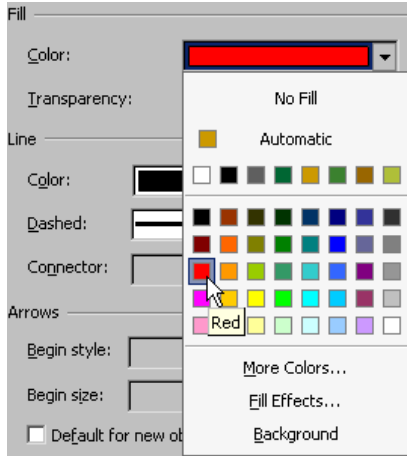 Fill
Color:
Transparency:
No Fill
Automatic
Line
Color:
Dashed:
Connector:
Red
Arrows
Begin style:
More Colors...
Begin size:
Fill Effects...
Default for new ob
Background